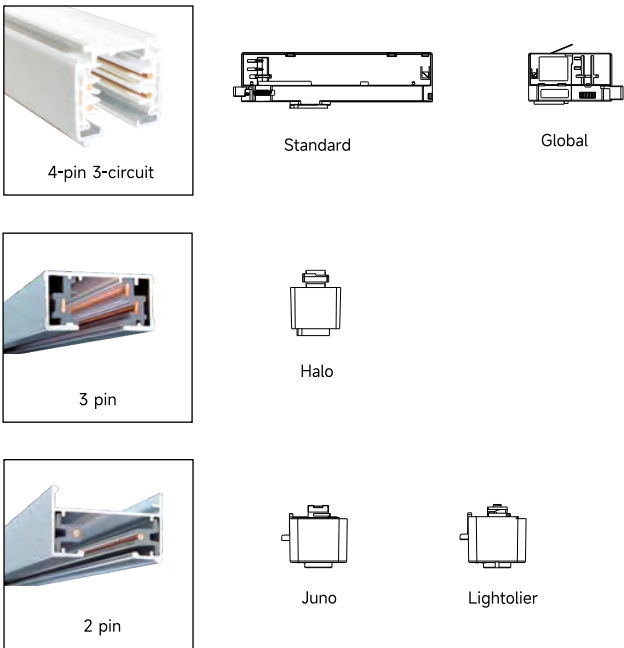 4-pin 3-circuit
Standard
Global
3 pin
Halo
2 pin
Juno
Lightolier